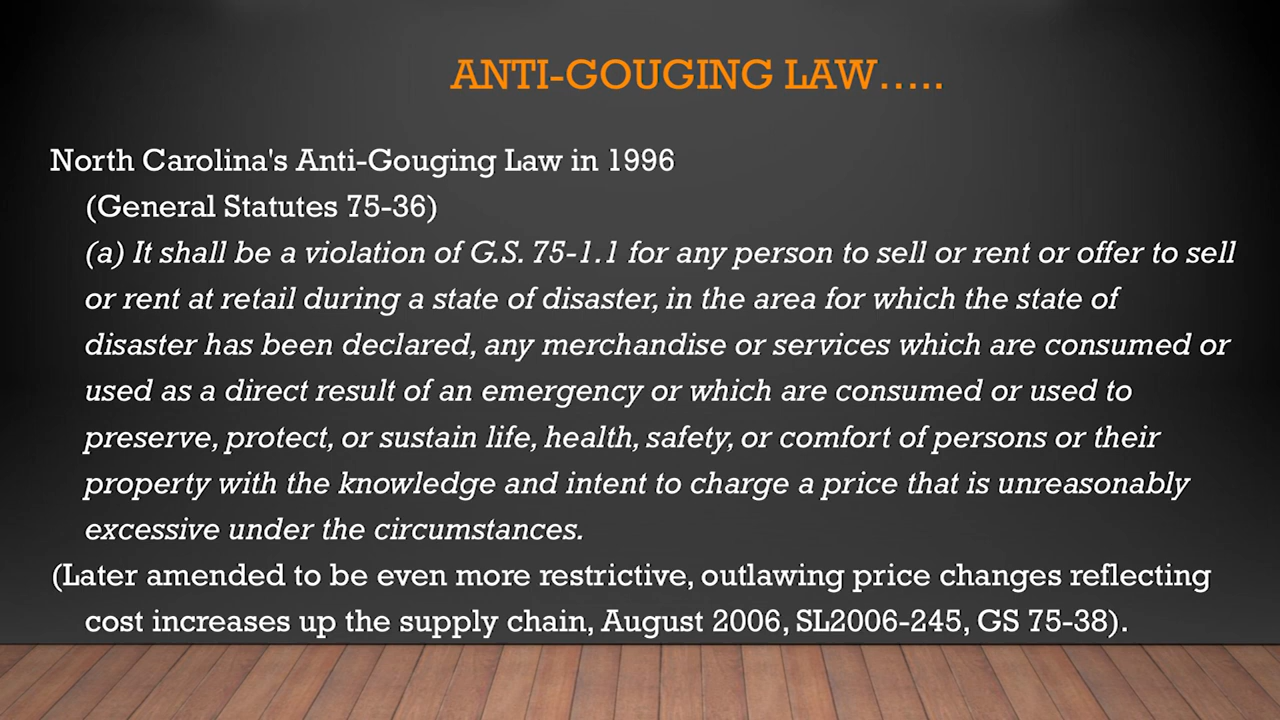 ANTI-GOUGING LAW.....
North Carolina's Anti-Gouging Law in 1996
(General Statutes 75-36)
(a) It shall be a violation of G.S. 75-1.1 for any person to sell or rent or offer to sell
or rent at retail during a state of disaster, in the area for which the state of
disaster has been declared, any merchandise or services which are consumed or
used as a direct result of an emergency or which are consumed or used to
preserve, protect, or sustain life, health, safety, or comfort of persons or their
property with the knowledge and intent to charge a price that is unreasonably
excessive under the circumstances.
(Later amended to be even more restrictive, outlawing price changes reflecting
cost increases up the supply chain, August 2006, SL2006-245, GS 75-38).